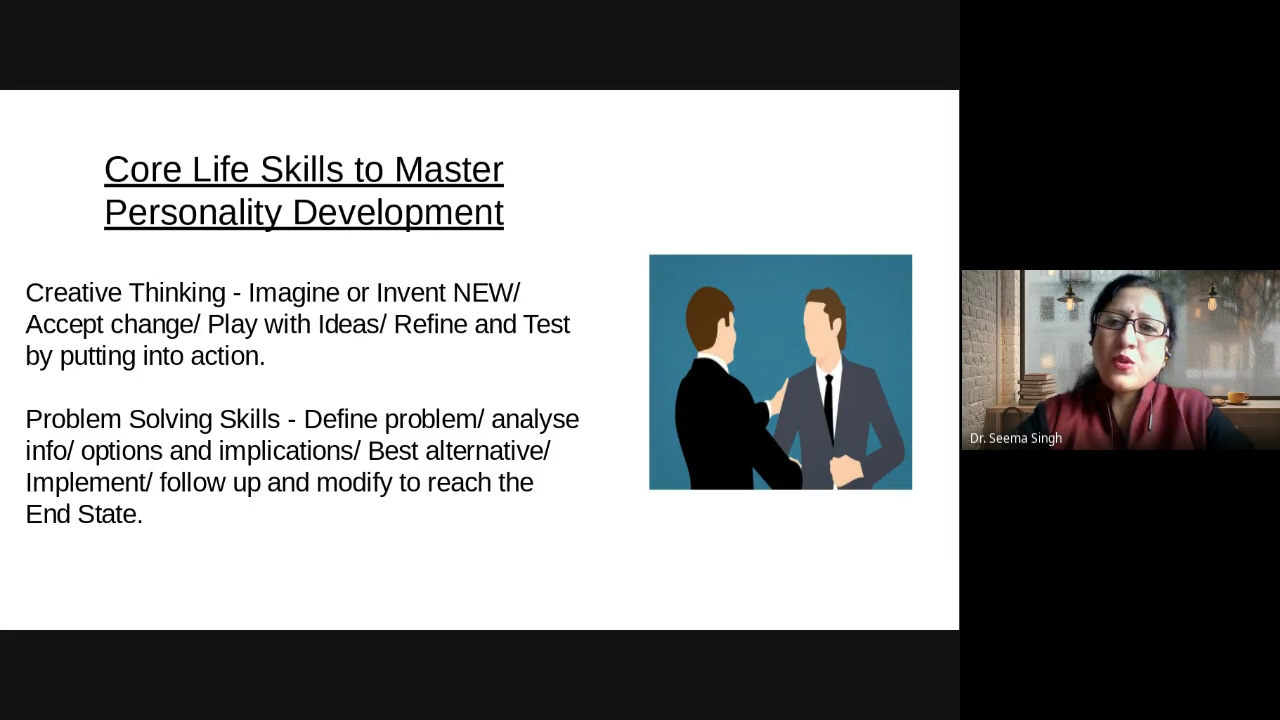 Core Life Skills to Master
Personality Development
Creative Thinking - Imagine or Invent NEW/
Accept change/ Play with Ideas/ Refine and Test
by putting into action.
Problem Solving Skills - Define problem/ analyse
info/ options and implications/ Best alternative/
Implement/ follow up and modify to reach the
End State.
Dr. Seema Singh